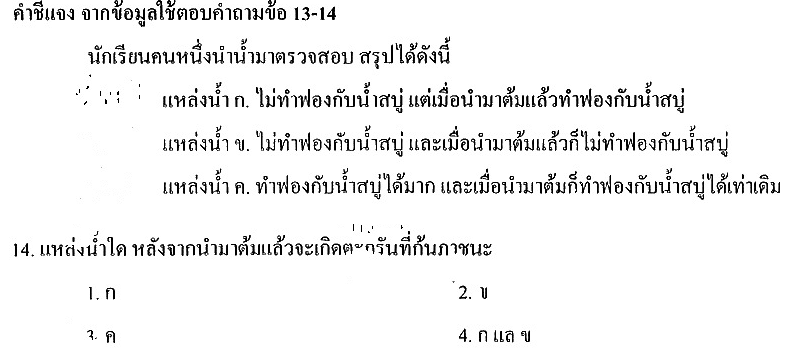 คำชี้แจง จากข้อมูลใช้ตอบคำถามข้อ 13-14
นักเรียนคนหนึ่งนำน้ำมาตรวจสอบ สรุปได้ดังนี้
แหล่งน้ำ ก. ไม่ทำฟองกับน้ำสบู่ แต่เมื่อนำมาต้มแล้วทำฟองกับน้ำสบู่
แหล่งน้ำ ข. ไม่ทำฟองกับน้ำสบู่ และเมื่อนำมาต้มแล้วก็ไม่ทำฟองกับน้ำสบู่
แหล่งน้ำ ค. ทำฟองกับน้ำสบู่ได้มาก และเมื่อนำมาต้มก็ทำฟองกับน้ำสบู่ได้เท่าเดิม
14. แหล่งน้ำใด หลังจากนำมาต้มแล้วจะเกิดตะกรันที่ก้นภาชนะ
1. ก 2. ข
3. ค 4. ก แล ข